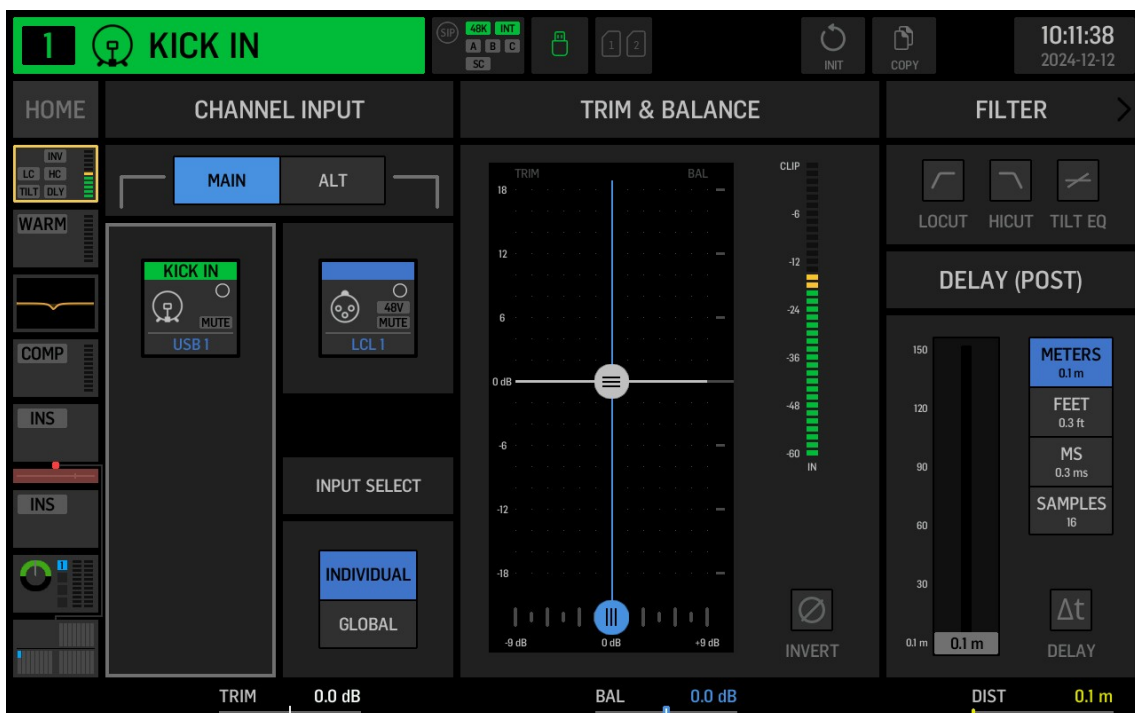 1 KICK IN
SIP
48K INT
A B C
SC
1 2
INIT
COPY
10:11:38
2024-12-12
HOME
CHANNEL INPUT
TRIM & BALANCE
FILTER
INV
LC HC
TILT DLY
WARM
COMP
INS
INS
1
MAIN
ALT
KICK IN
MUTE
USB 1
48V
MUTE
LCL 1
INPUT SELECT
INDIVIDUAL
GLOBAL
TRIM
BAL
18
12
6
0 dB
-6
-12
-18
-9 dB
0 dB
+9 dB
CLIP
-6
-12
-24
-36
-48
-60
IN
INVERT
LOCUT
HICUT
TILT EQ
DELAY (POST)
150
120
90
60
30
0.1 m
0.1 m
METERS
0.1 m
FEET
0.3 ft
MS
0.3 ms
SAMPLES
16
Δt
DELAY
TRIM 0.0 dB
BAL 0.0 dB
DIST 0.1 m